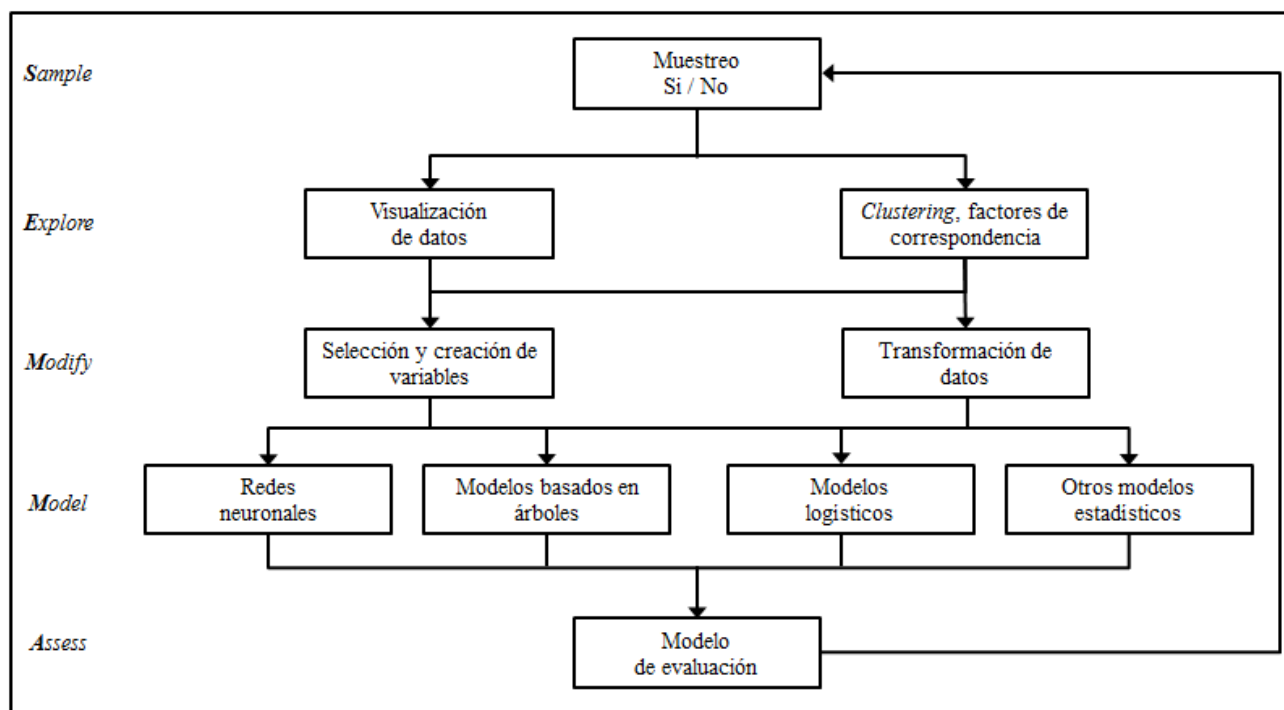 Sample
Muestreo
Si / No
Explore
Visualización
de datos
Clustering, factores de
correspondencia
Modify
Selección y creación de
variables
Transformación de
datos
Model
Redes
neuronales
Modelos basados en
árboles
Modelos
logísticos
Otros modelos
estadísticos
Assess
Modelo
de evaluación